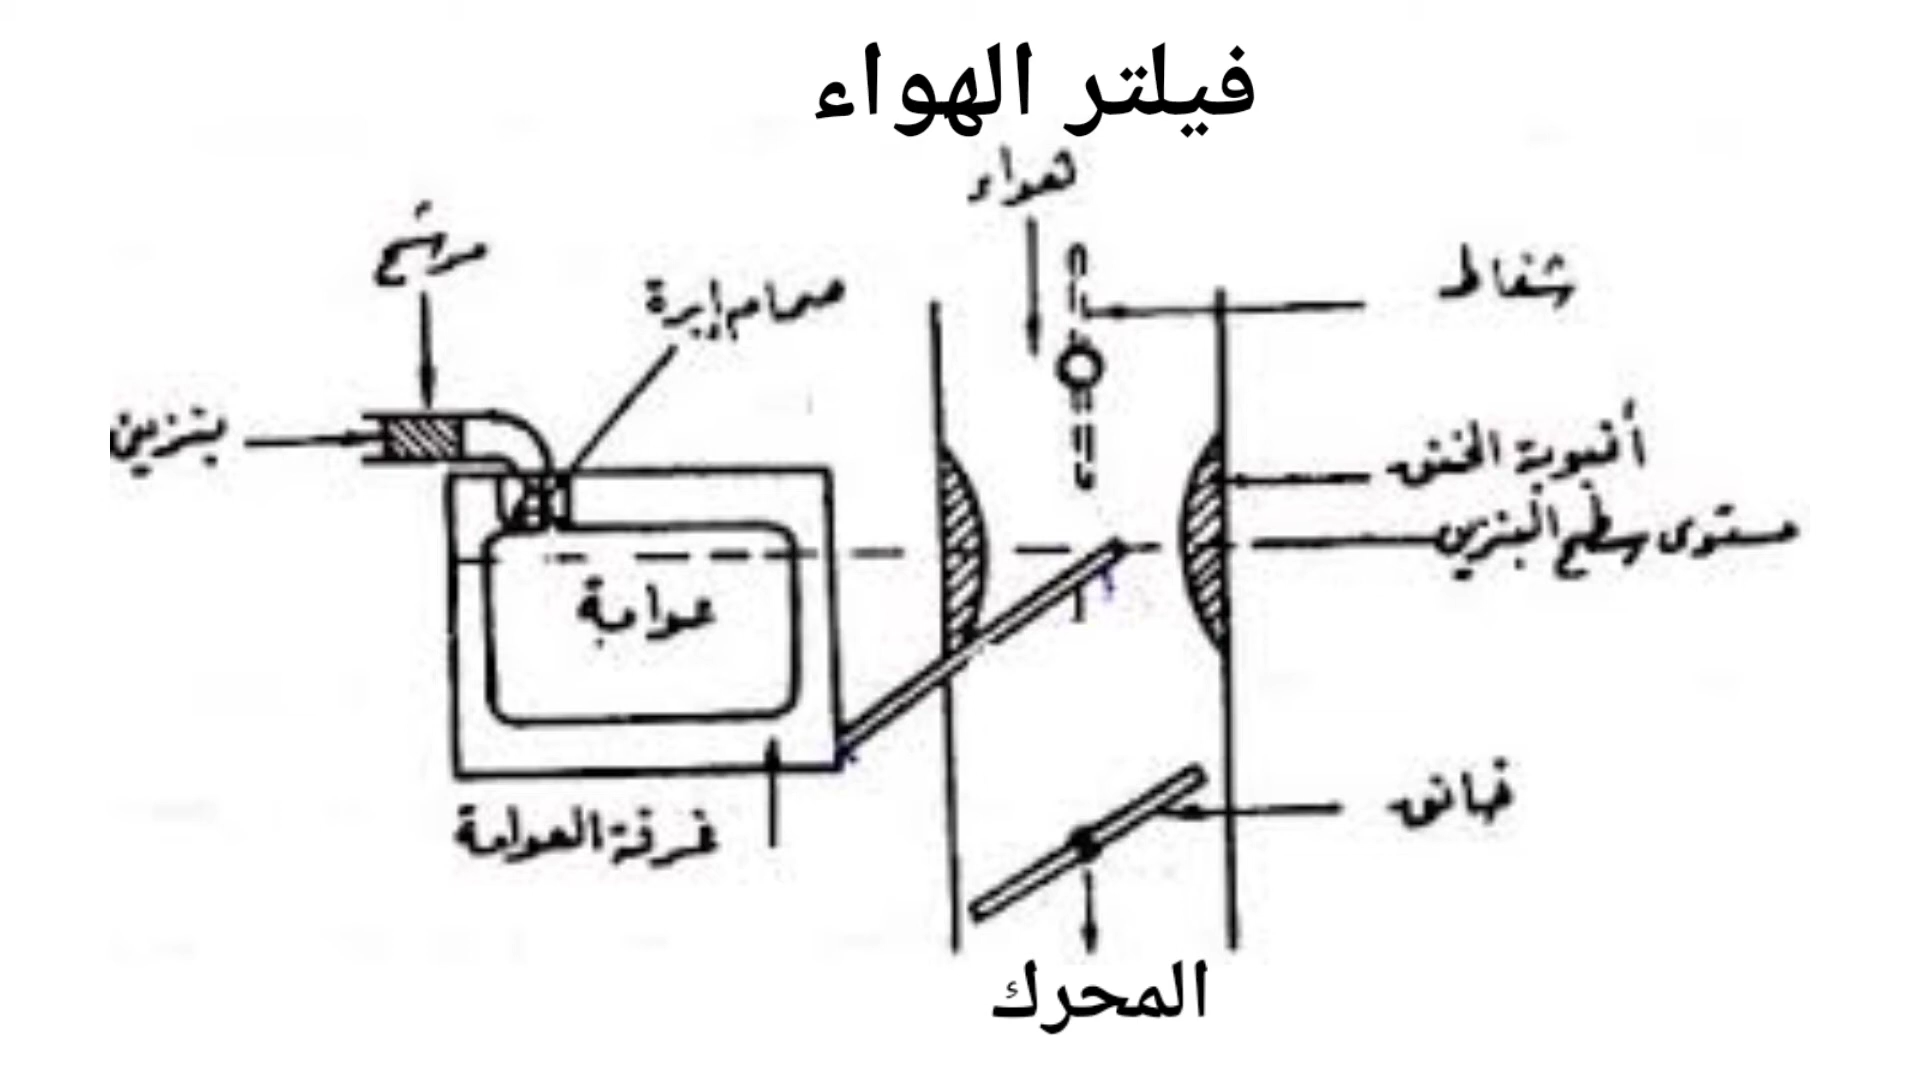 فيلتر الهواء
هواء
مرشح
شفاط
صمام إبرة
بنزين
أنبوبة الخنق
مستوى سطح البنزين
عوامة
خانق
غرفة العوامة
المحرك